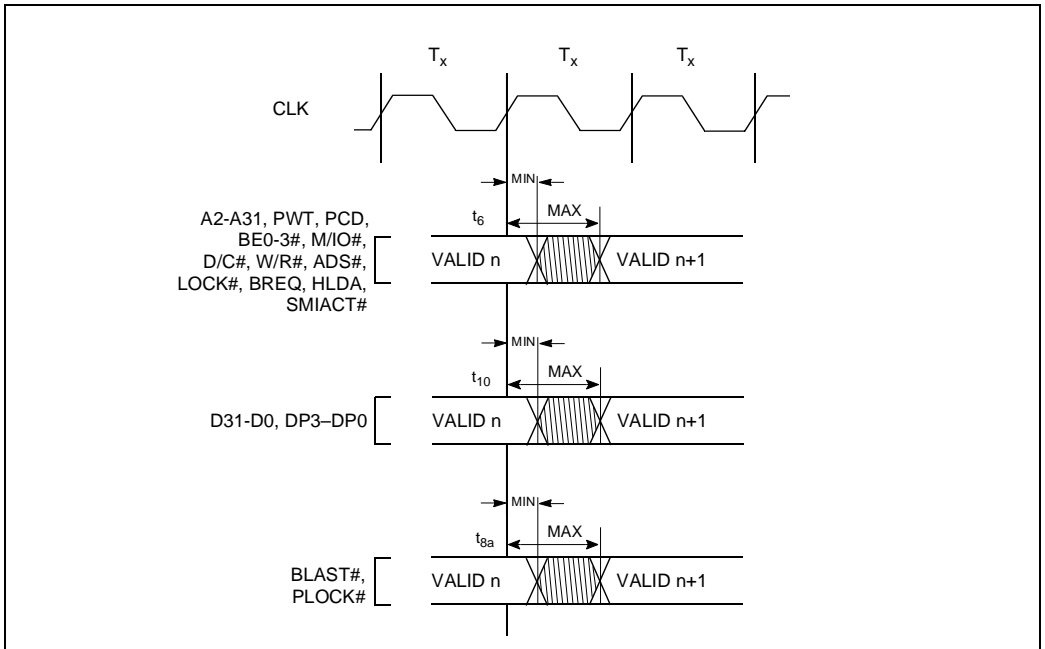 Tx Tx Tx
CLK
MIN
t6 MAX
A2-A31, PWT, PCD,
BE0-3#, M/IO#,
D/C#, W/R#, ADS#,
LOCK#, BREQ, HLDA,
SMIACT#
VALID n VALID n+1
MIN
t10 MAX
D31-D0, DP3–DP0
VALID n VALID n+1
MIN
t8a MAX
BLAST#,
PLOCK#
VALID n VALID n+1